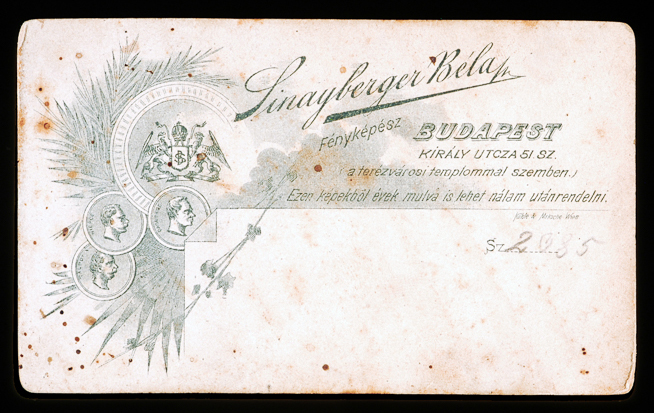 Sinayberger Béla
Fényképész
BUDAPEST
KIRÁLY UTCZA 51. SZ.
(a terézvárosi templommal szemben.)
Ezen képekből évek mulva is lehet nálam utánrendelni.
Sz. 2985